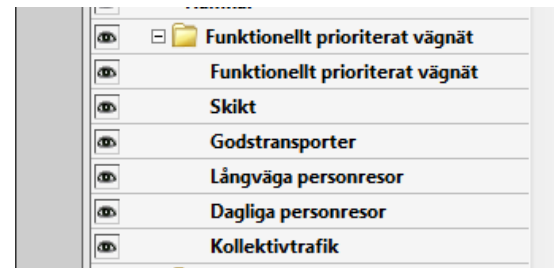 Funktionellt prioriterat vägnät
Funktionellt prioriterat vägnät
Skikt
Godstransporter
Långväga personresor
Dagliga personresor
Kollektivtrafik